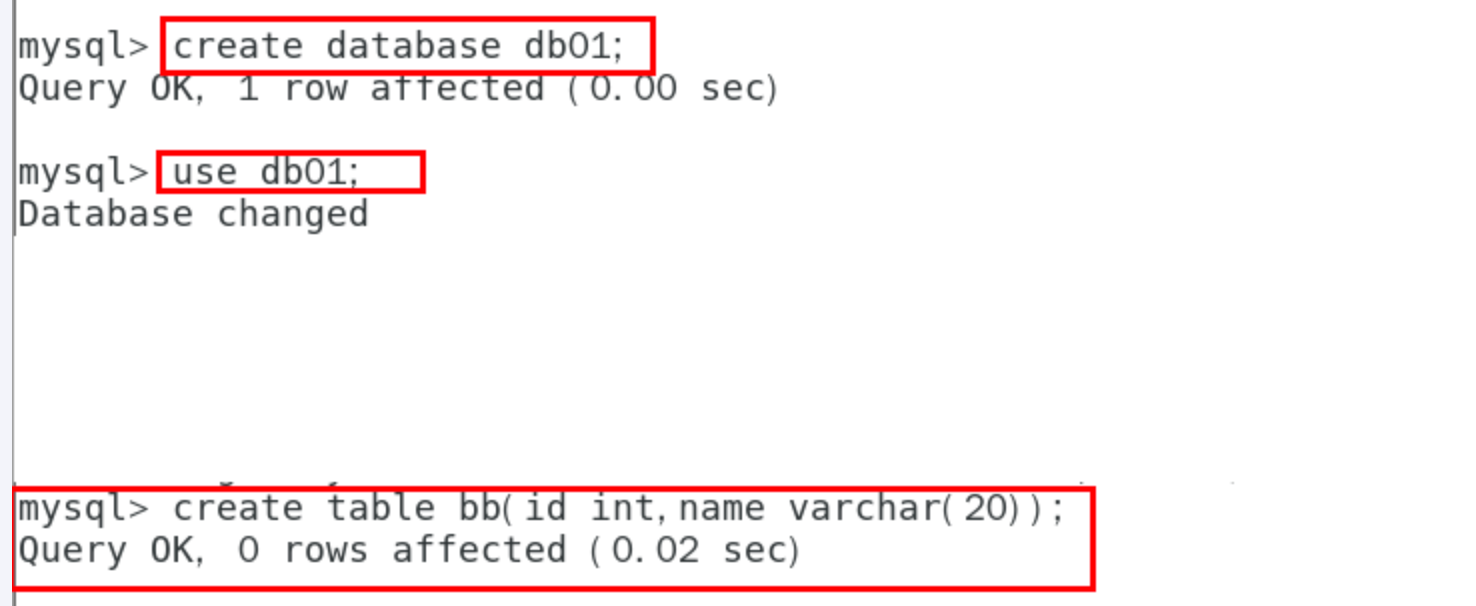 mysql> create database db01;
Query OK, 1 row affected (0.00 sec)
mysql> use db01;
Database changed
mysql> create table bb(id int,name varchar(20));
Query OK, 0 rows affected (0.02 sec)